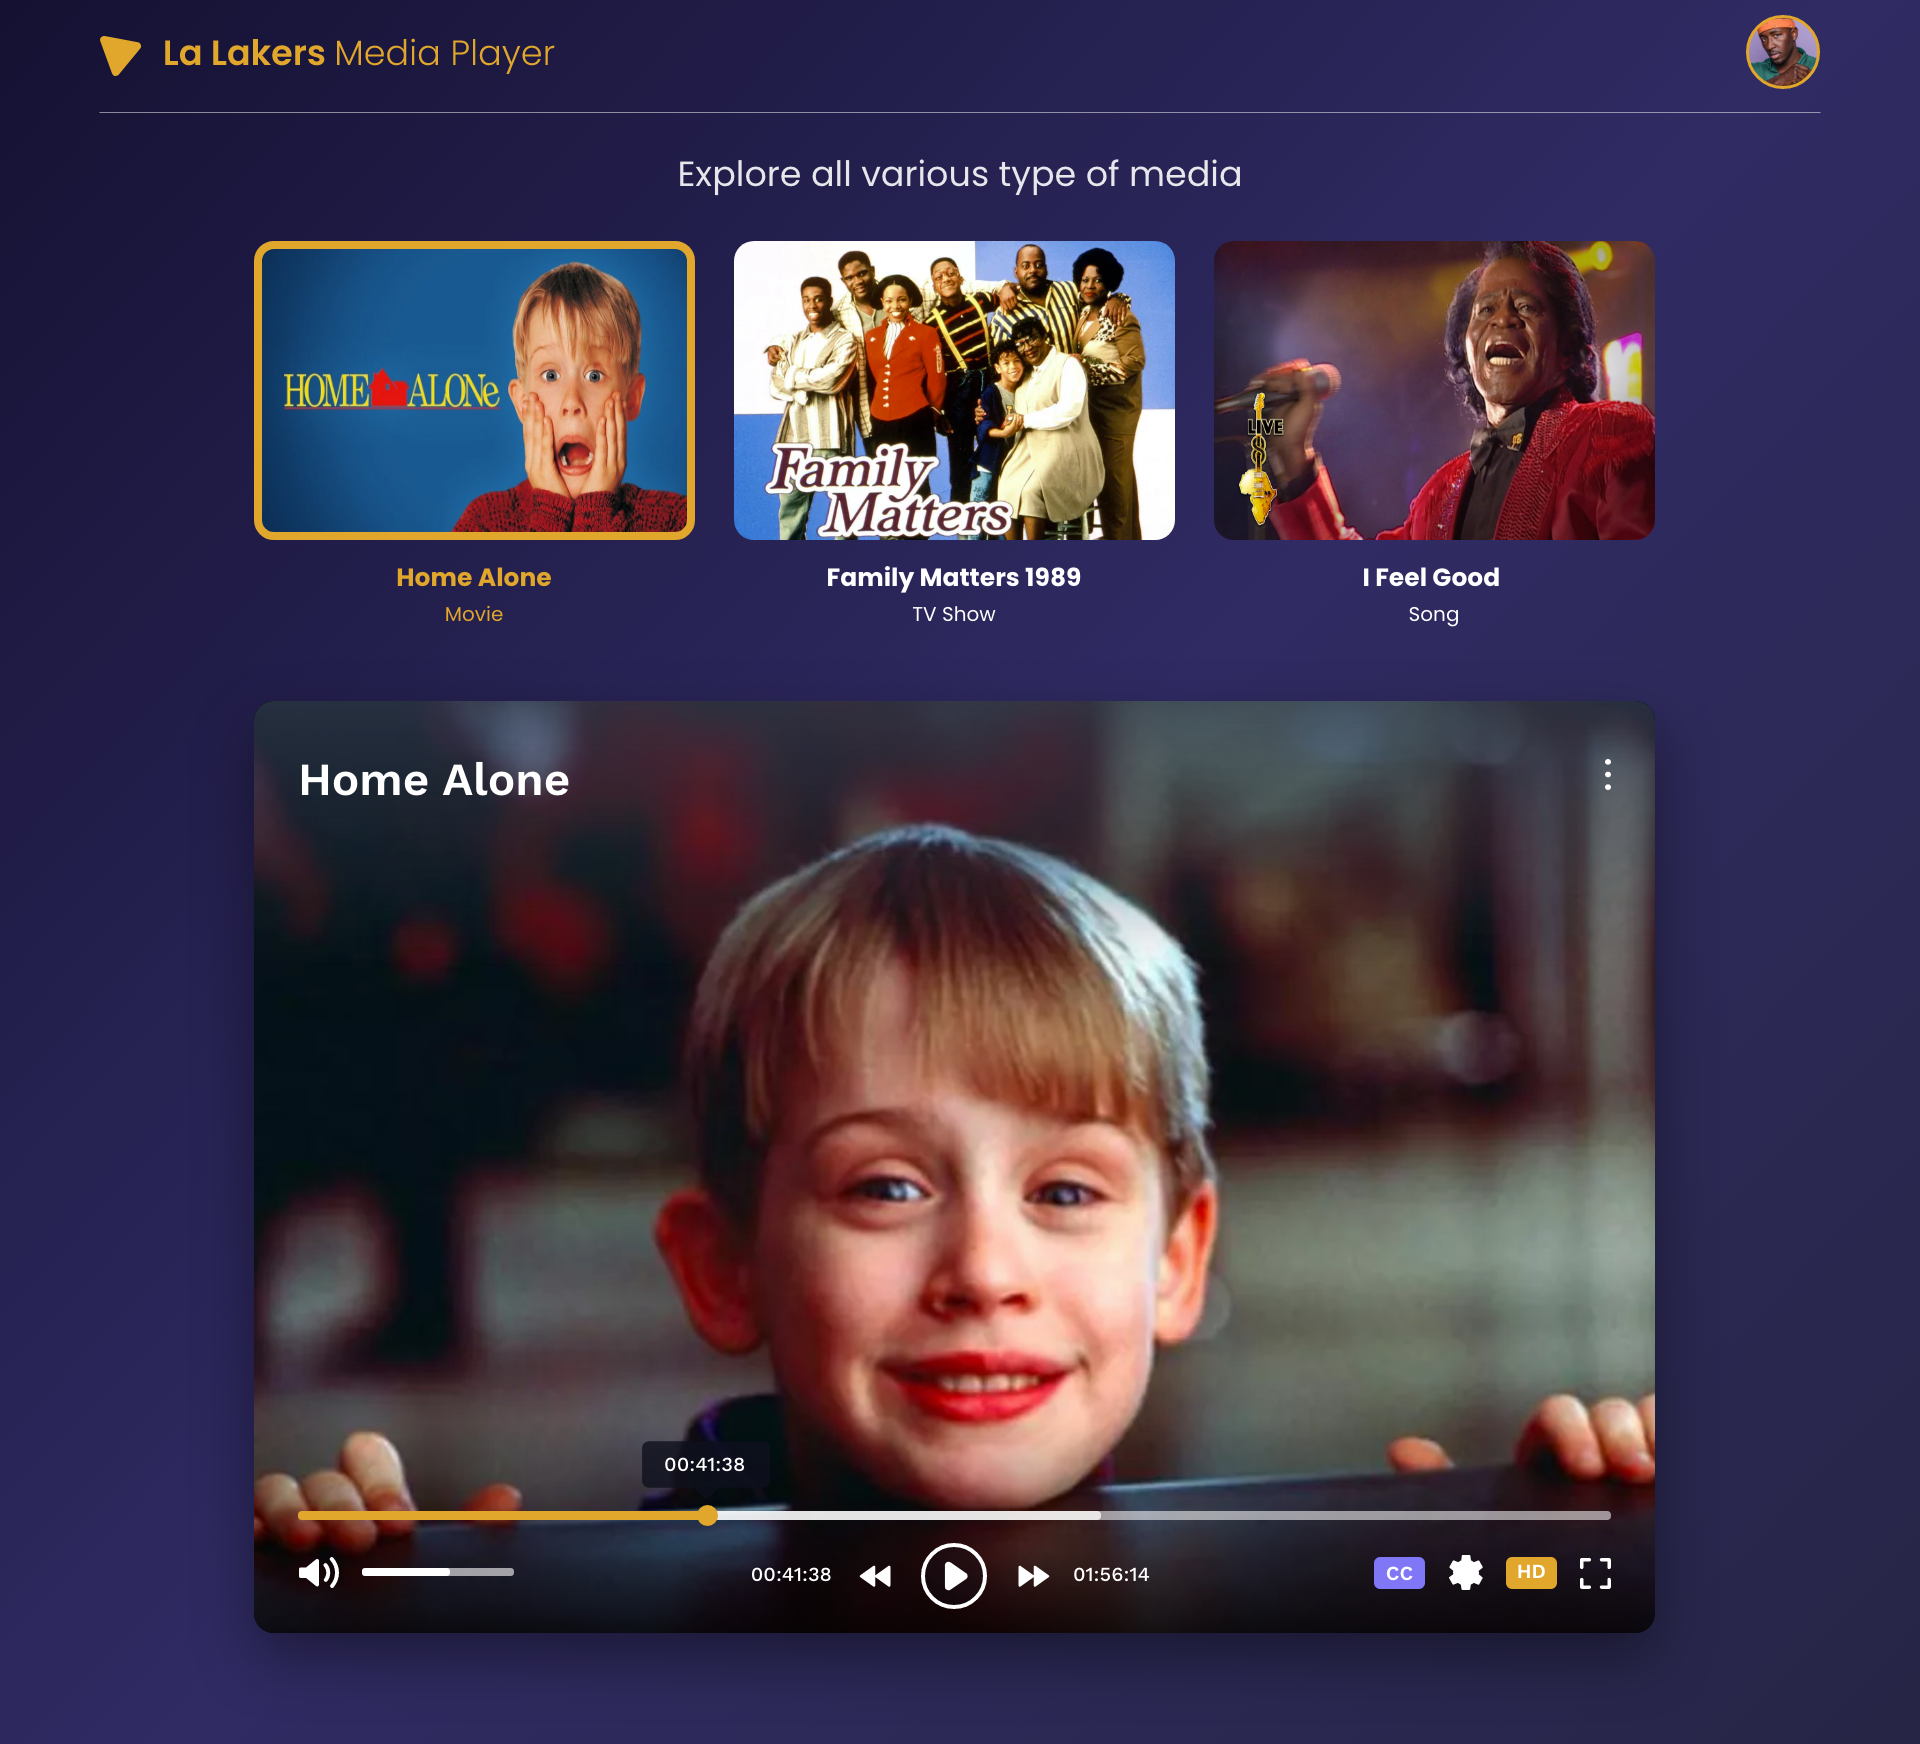 La Lakers Media Player
Explore all various type of media
HOME ALONe
Family
Matters
LIVE
Home Alone
Movie
Family Matters 1989
TV Show
I Feel Good
Song
Home Alone
00:41:38
00:41:38
01:56:14
CC
HD